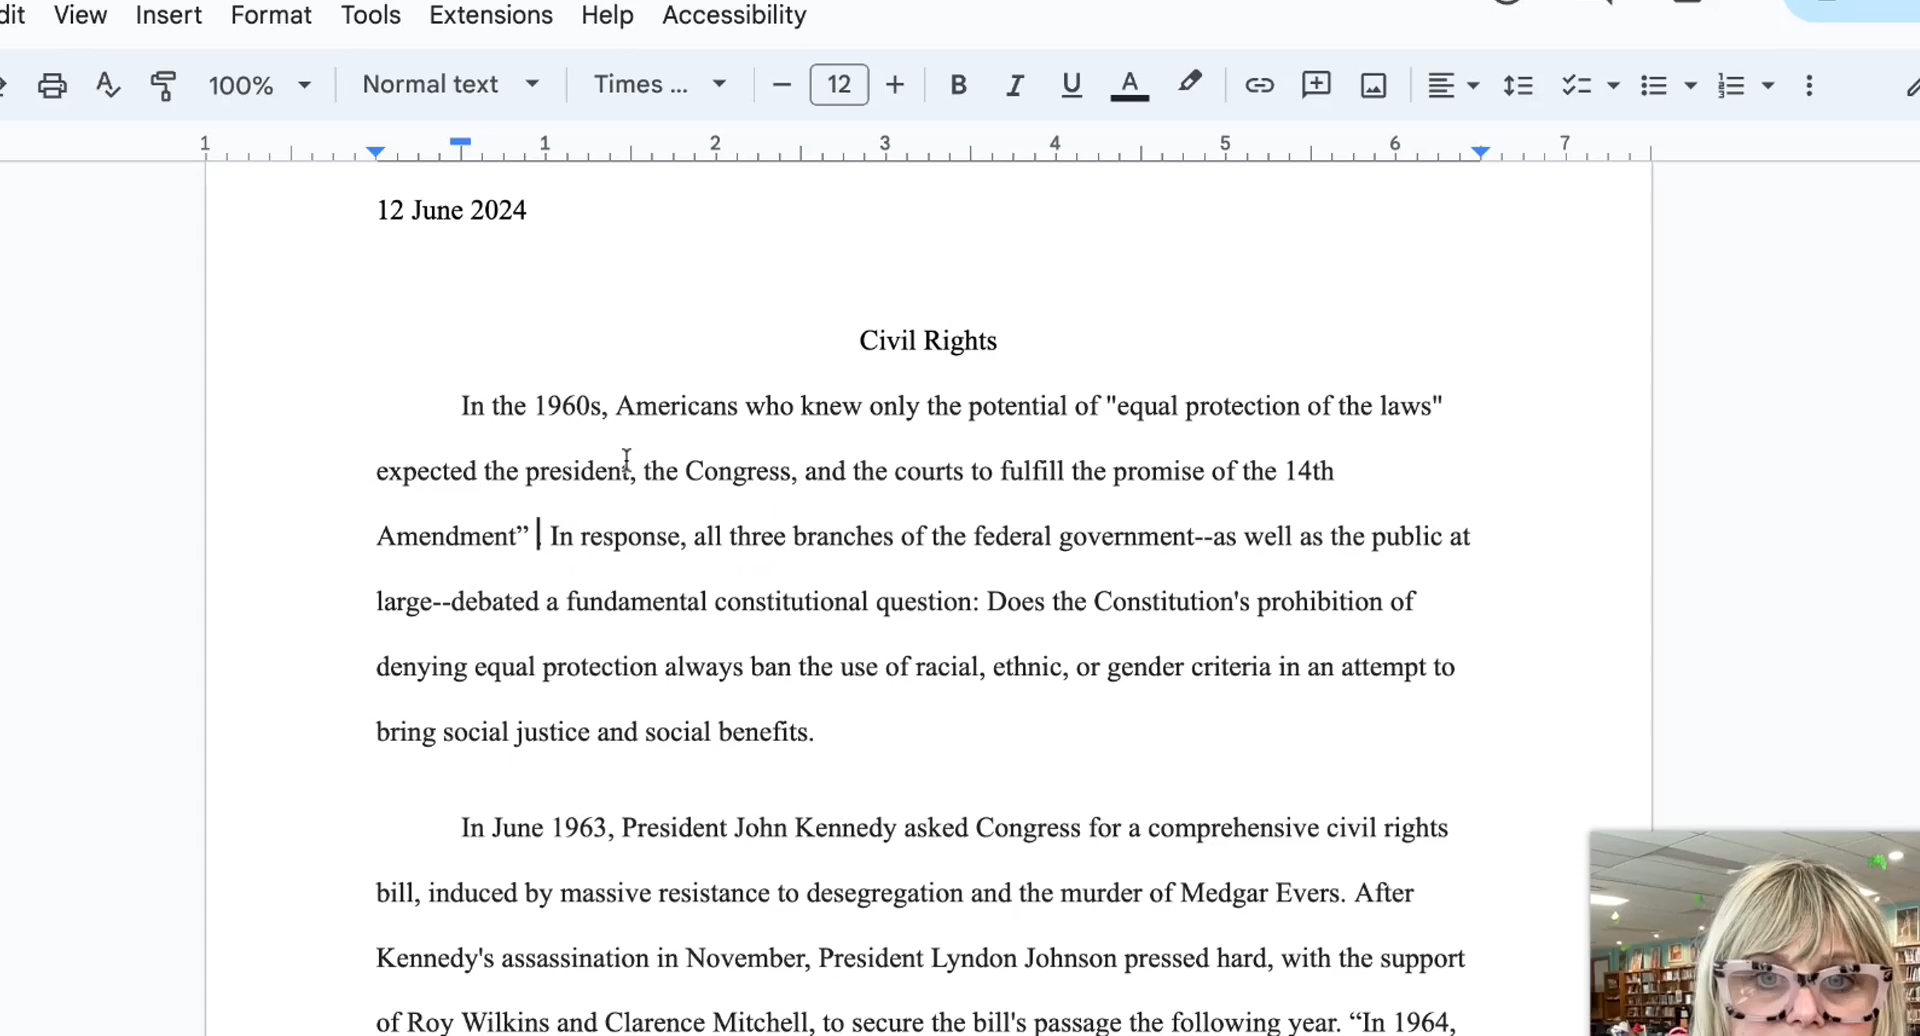 dit View Insert Format Tools Extensions Help Accessibility
100% Normal text Times ... − 12 + B I U A
1 1 2 3 4 5 6 7
12 June 2024
Civil Rights
In the 1960s, Americans who knew only the potential of "equal protection of the laws"
expected the president, the Congress, and the courts to fulfill the promise of the 14th
Amendment” . In response, all three branches of the federal government--as well as the public at
large--debated a fundamental constitutional question: Does the Constitution's prohibition of
denying equal protection always ban the use of racial, ethnic, or gender criteria in an attempt to
bring social justice and social benefits.
In June 1963, President John Kennedy asked Congress for a comprehensive civil rights
bill, induced by massive resistance to desegregation and the murder of Medgar Evers. After
Kennedy's assassination in November, President Lyndon Johnson pressed hard, with the support
of Roy Wilkins and Clarence Mitchell, to secure the bill's passage the following year. “In 1964,